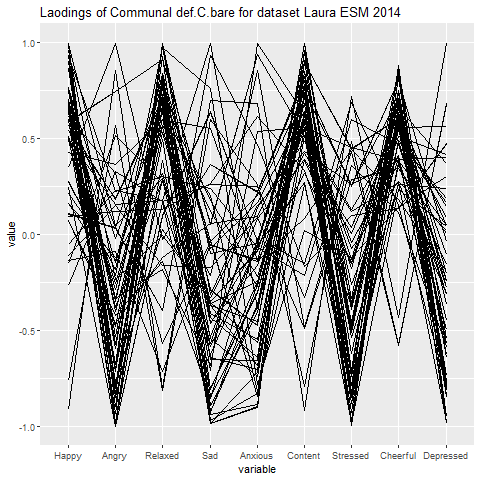 Laodings of Communal def.C.bare for dataset Laura ESM 2014
1.0
0.5
0.0
-0.5
-1.0
value
Happy Angry Relaxed Sad Anxious Content Stressed Cheerful Depressed
variable